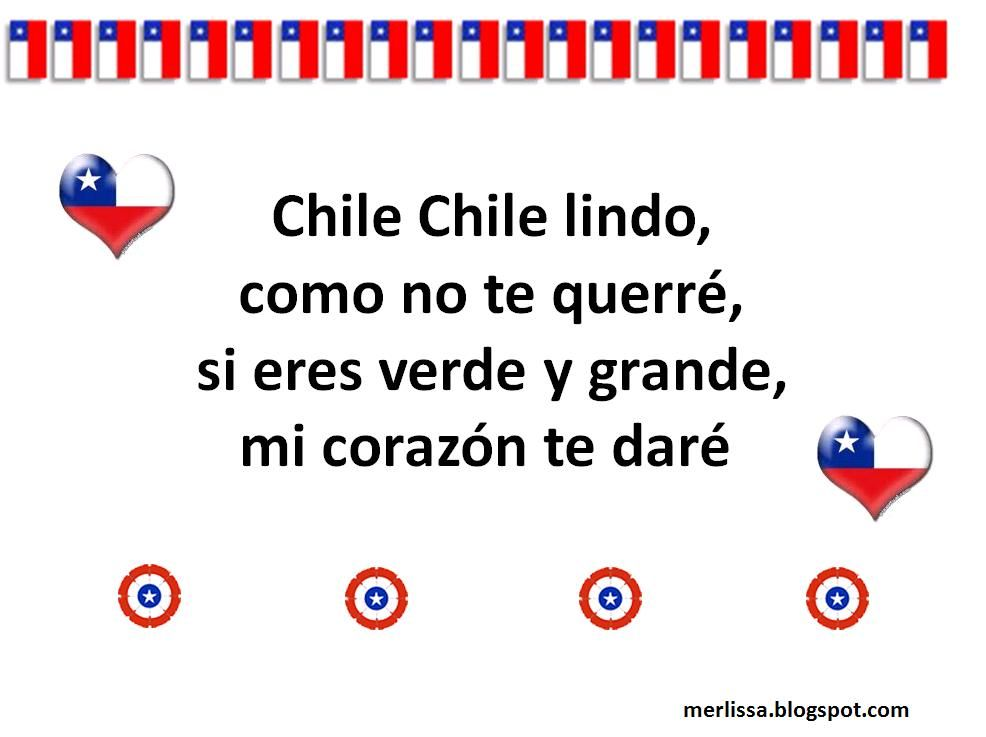 Chile Chile lindo,
como no te querré,
si eres verde y grande,
mi corazón te daré
merlissa.blogspot.com